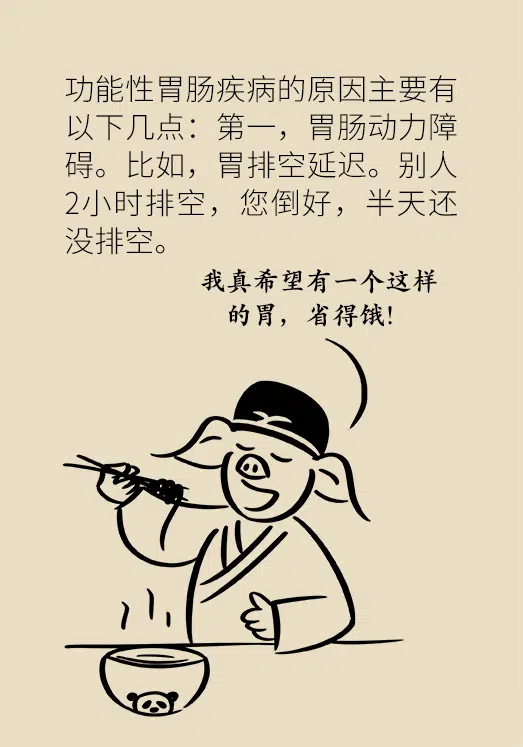 功能性胃肠疾病的原因主要有
以下几点：第一，胃肠动力障
碍。比如，胃排空延迟。别人
2小时排空，您倒好，半天还
没排空。
我真希望有一个这样
的胃，省得饿!